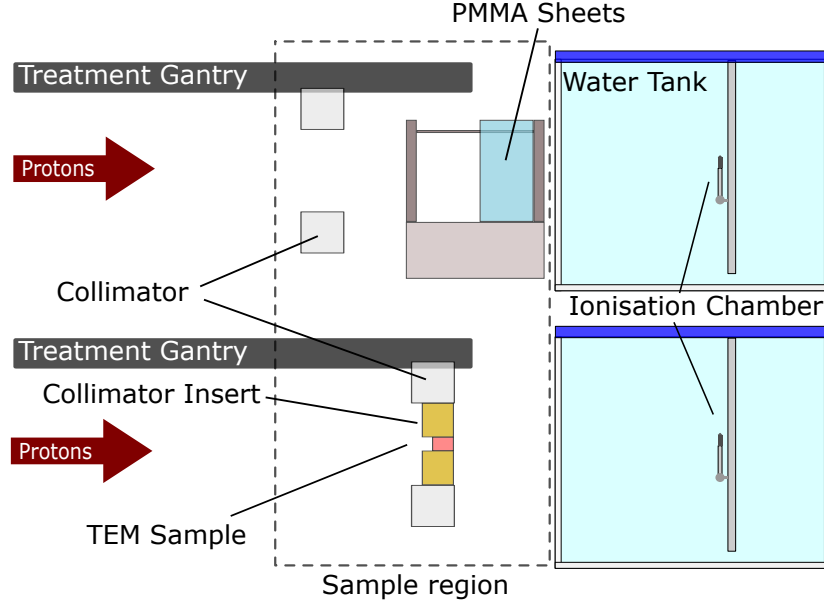 PMMA Sheets
Treatment Gantry
Water Tank
Protons
Collimator
Ionisation Chamber
Treatment Gantry
Collimator Insert
Protons
TEM Sample
Sample region